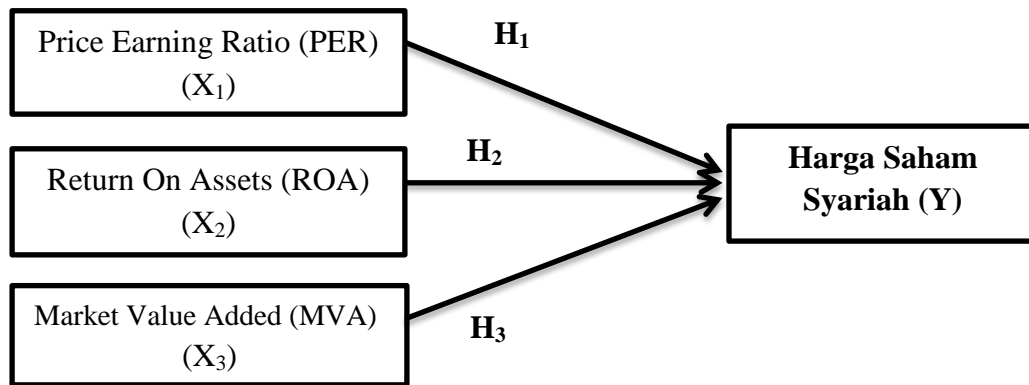 Price Earning Ratio (PER)
(X₁)
H₁
Return On Assets (ROA)
(X₂)
H₂
Harga Saham
Syariah (Y)
Market Value Added (MVA)
(X₃)
H₃